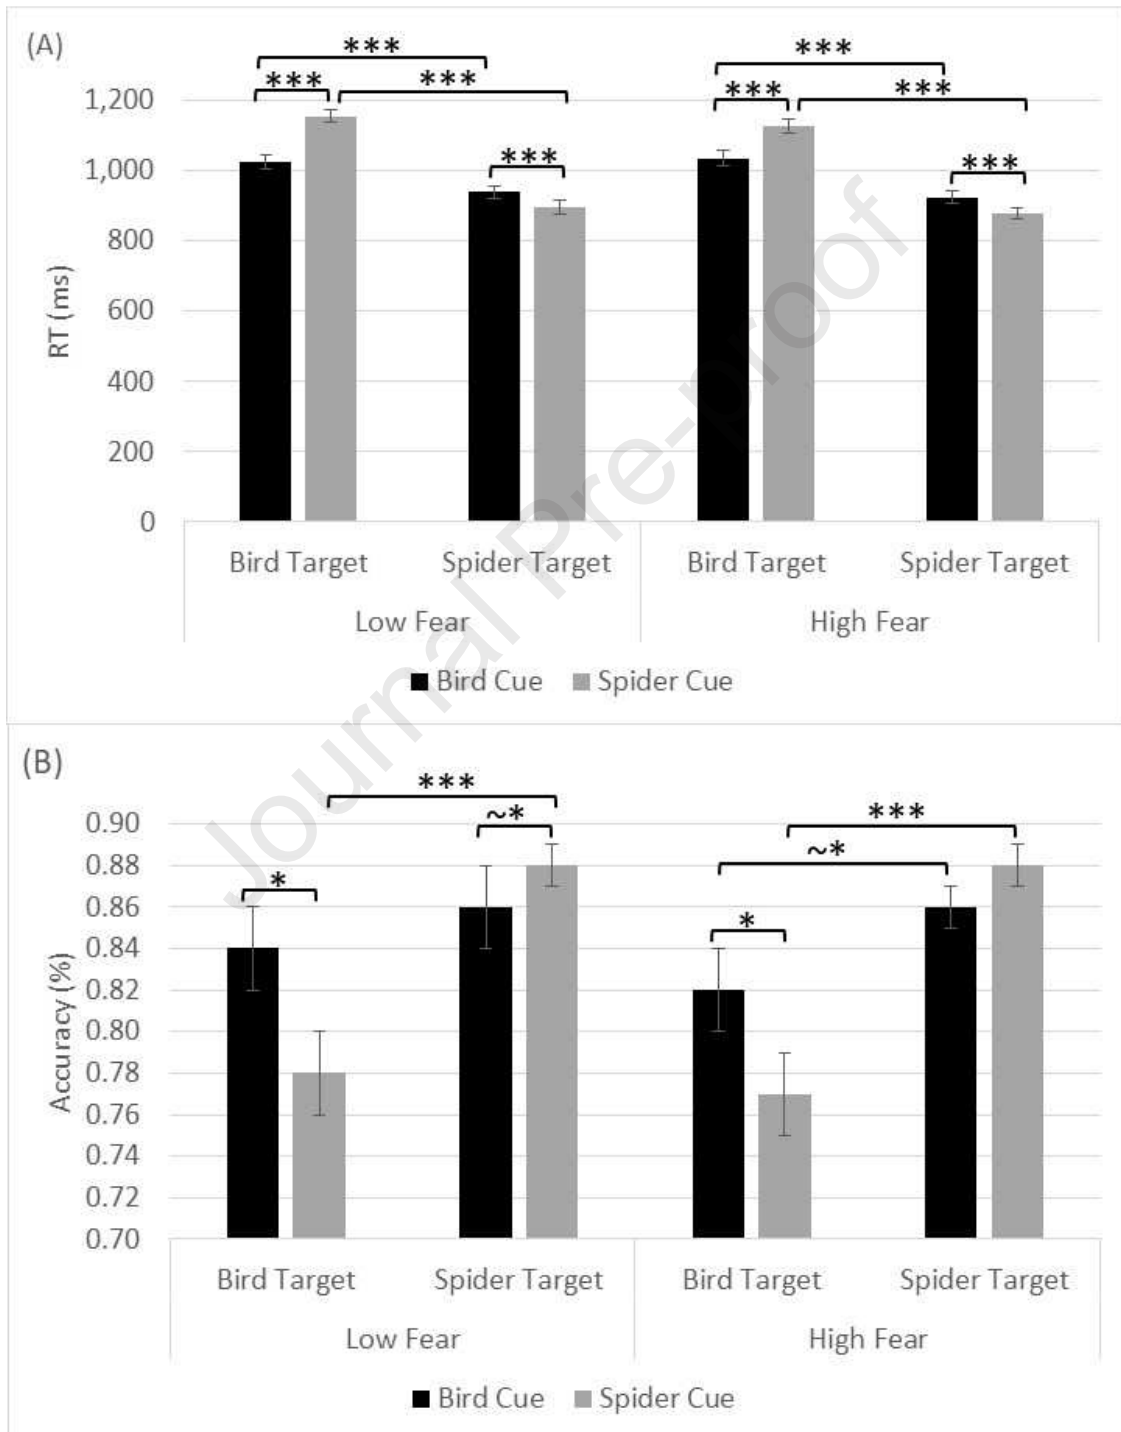 (A)
***
***
***
***
***
***
***
***
1,200
1,000
800
600
400
200
0
RT (ms)
Bird Target Spider Target Bird Target Spider Target
Low Fear High Fear
Bird Cue Spider Cue
Journal Pre-proof
(B)
***
~*
*
***
~*
*
0.90
0.88
0.86
0.84
0.82
0.80
0.78
0.76
0.74
0.72
0.70
Accuracy (%)
Bird Target Spider Target Bird Target Spider Target
Low Fear High Fear
Bird Cue Spider Cue